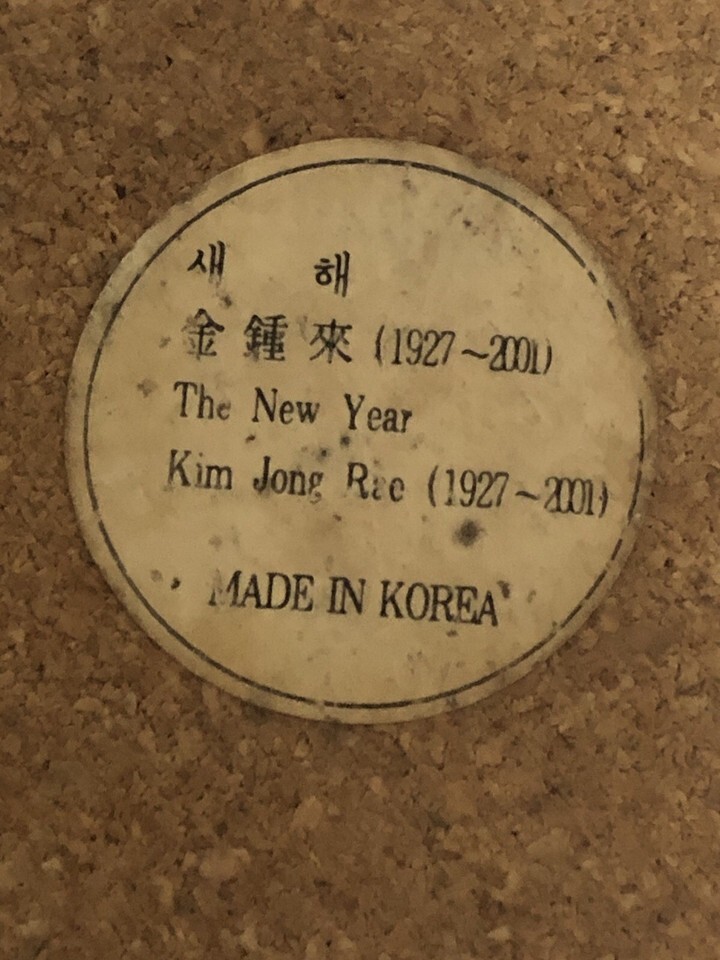 새 해
金鍾來 (1927~2001)
The New Year
Kim Jong Rae (1927~2001)
MADE IN KOREA